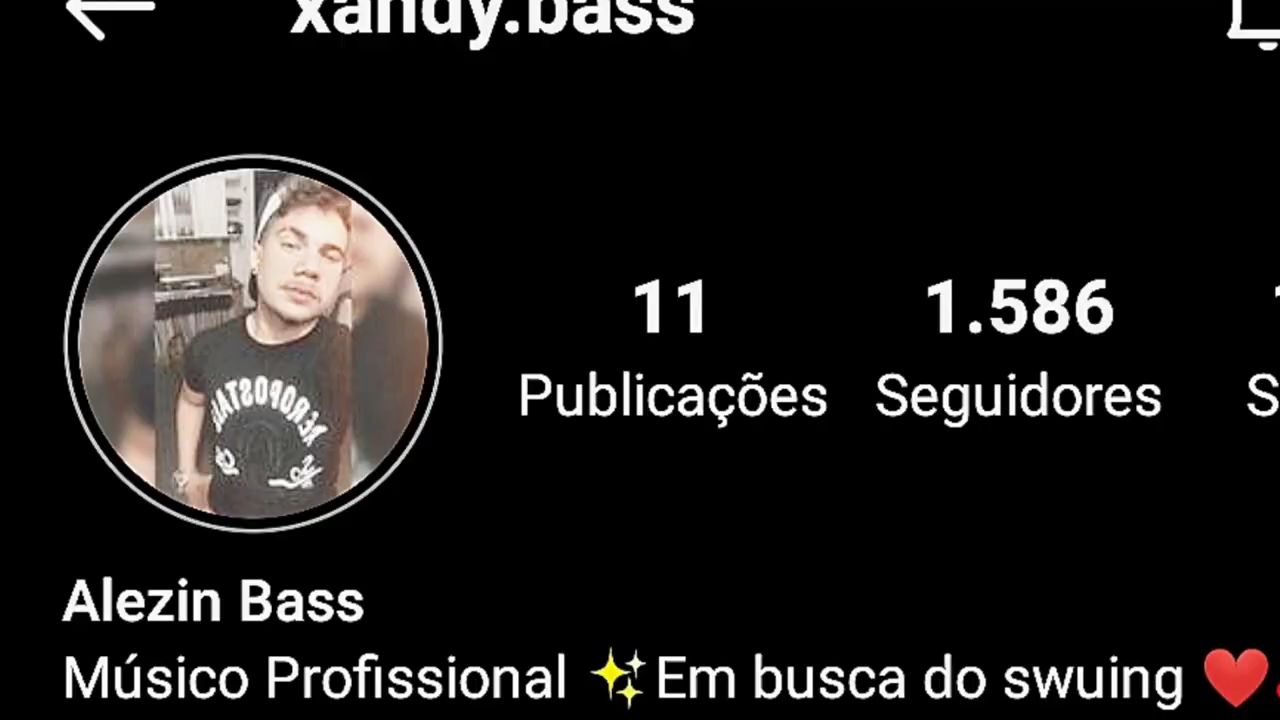 xandy.bass
11
1.586
Publicações
Seguidores
Alezin Bass
Músico Profissional ✨Em busca do swuing ❤️